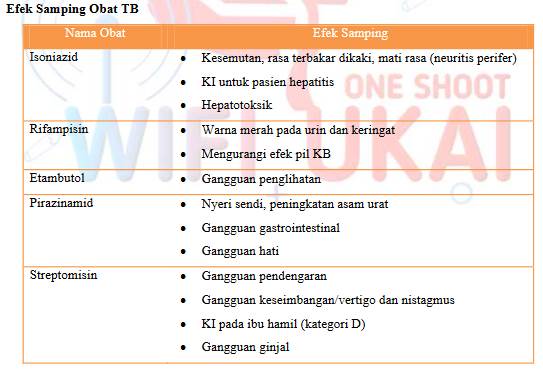 Efek Samping Obat TB
Nama Obat Efek Samping
Isoniazid • Kesemutan, rasa terbakar dikaki, mati rasa (neuritis perifer)
• KI untuk pasien hepatitis
• Hepatotoksik
Rifampisin • Warna merah pada urin dan keringat
• Mengurangi efek pil KB
Etambutol • Gangguan penglihatan
Pirazinamid • Nyeri sendi, peningkatan asam urat
• Gangguan gastrointestinal
• Gangguan hati
Streptomisin • Gangguan pendengaran
• Gangguan keseimbangan/vertigo dan nistagmus
• KI pada ibu hamil (kategori D)
• Gangguan ginjal
ONE SHOOT
WIFI UKAI